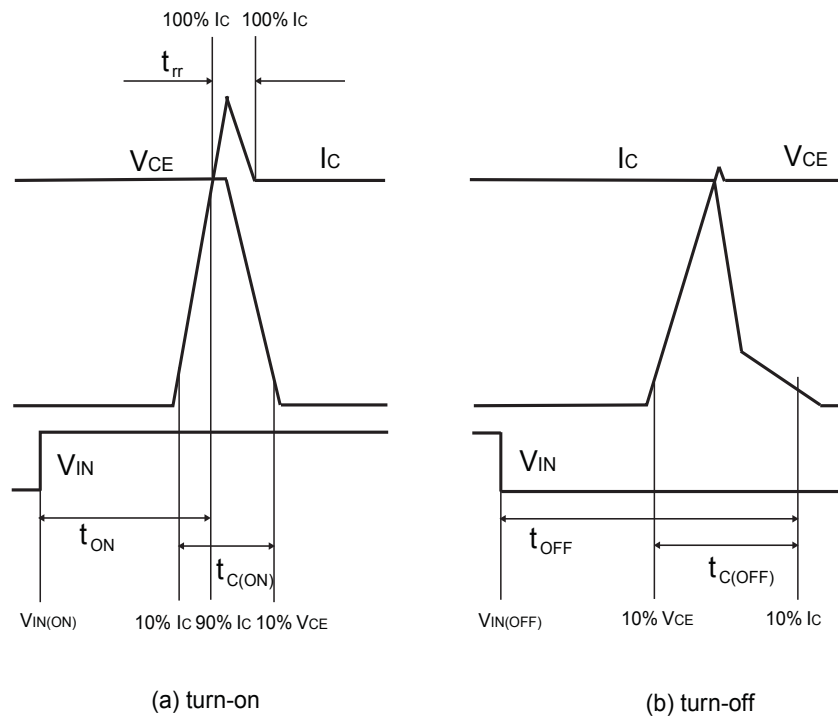 100% IC 100% IC
trr
VCE IC
IC VCE
VIN
VIN
tON
tC(ON)
tOFF
tC(OFF)
VIN(ON) 10% IC 90% IC 10% VCE
VIN(OFF) 10% VCE 10% IC
(a) turn-on
(b) turn-off